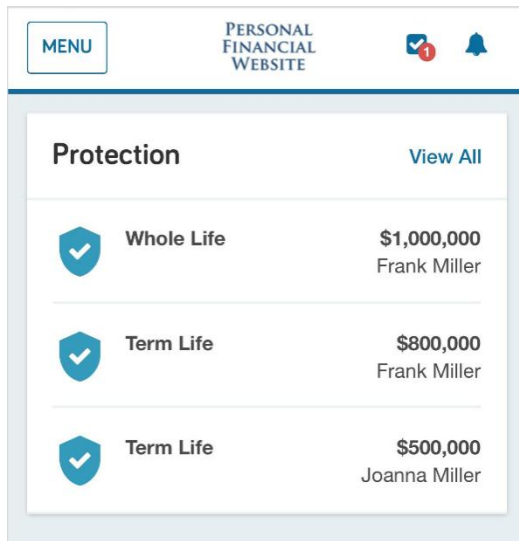 MENU
PERSONAL
FINANCIAL
WEBSITE
1
Protection
View All
Whole Life
$1,000,000
Frank Miller
Term Life
$800,000
Frank Miller
Term Life
$500,000
Joanna Miller